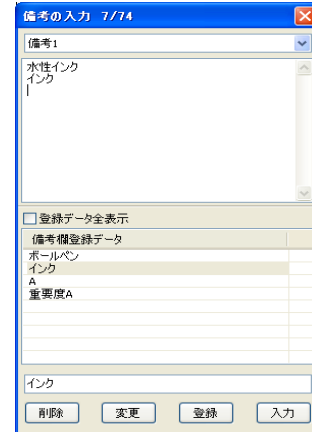 備考の入力 7/74
備考1
水性インク
インク
登録データ全表示
備考欄登録データ
ボールペン
インク
A
重要度A
インク
削除
変更
登録
入力